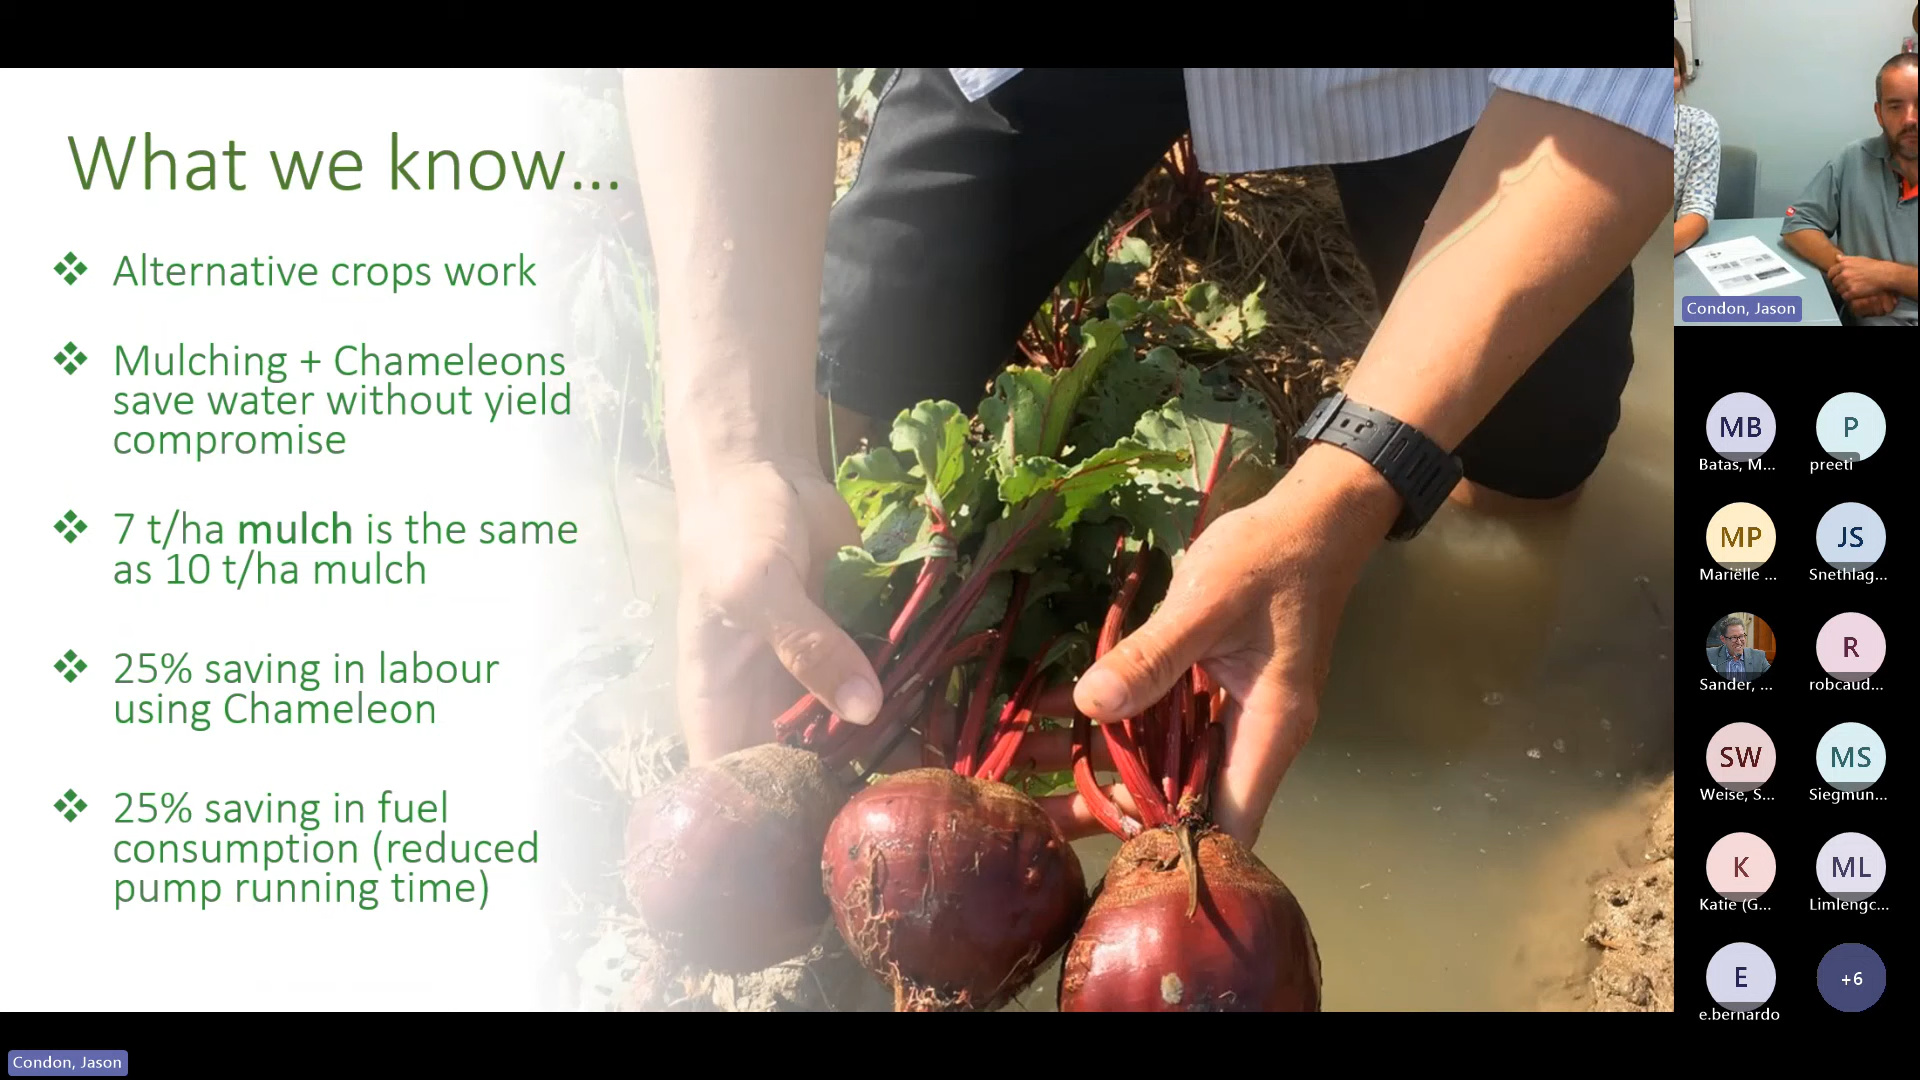 What we know...
❖ Alternative crops work
❖ Mulching + Chameleons
save water without yield
compromise
❖ 7 t/ha mulch is the same
as 10 t/ha mulch
❖ 25% saving in labour
using Chameleon
❖ 25% saving in fuel
consumption (reduced
pump running time)
Condon, Jason
MB
Batas, M...
P
preeti
MP
Mariëlle ...
JS
Snethlag...
Sander, ...
R
robcaud...
SW
Weise, S...
MS
Siegmun...
K
Katie (G...
ML
Limlengc...
E
e.bernardo
+6
Condon, Jason